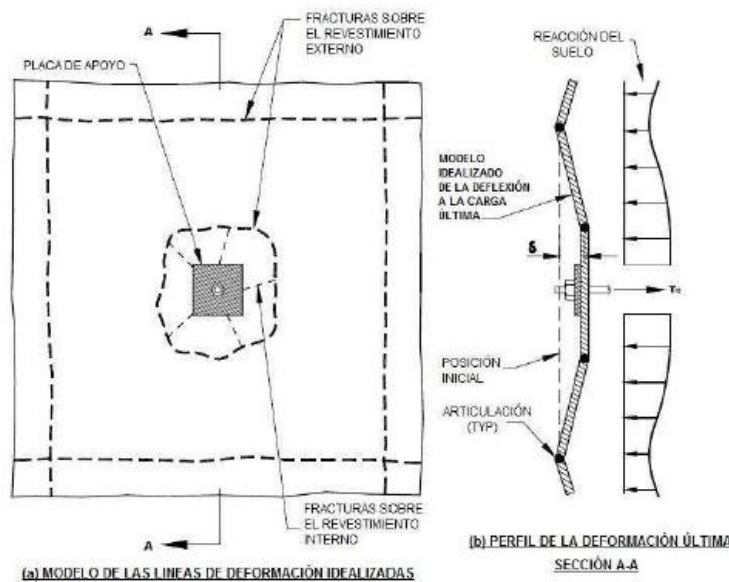 A
FRACTURAS SOBRE
EL REVESTIMIENTO
EXTERNO
PLACA DE APOYO
A
FRACTURAS SOBRE
EL REVESTIMIENTO
INTERNO
(a) MODELO DE LAS LINEAS DE DEFORMACIÓN IDEALIZADAS
REACCIÓN DEL
SUELO
MODELO
IDEALIZADO
DE LA DEFLEXIÓN
A LA CARGA
ÚLTIMA
δ
POSICIÓN
INICIAL
ARTICULACIÓN
(TYP)
(b) PERFIL DE LA DEFORMACIÓN ÚLTIMA
SECCIÓN A-A